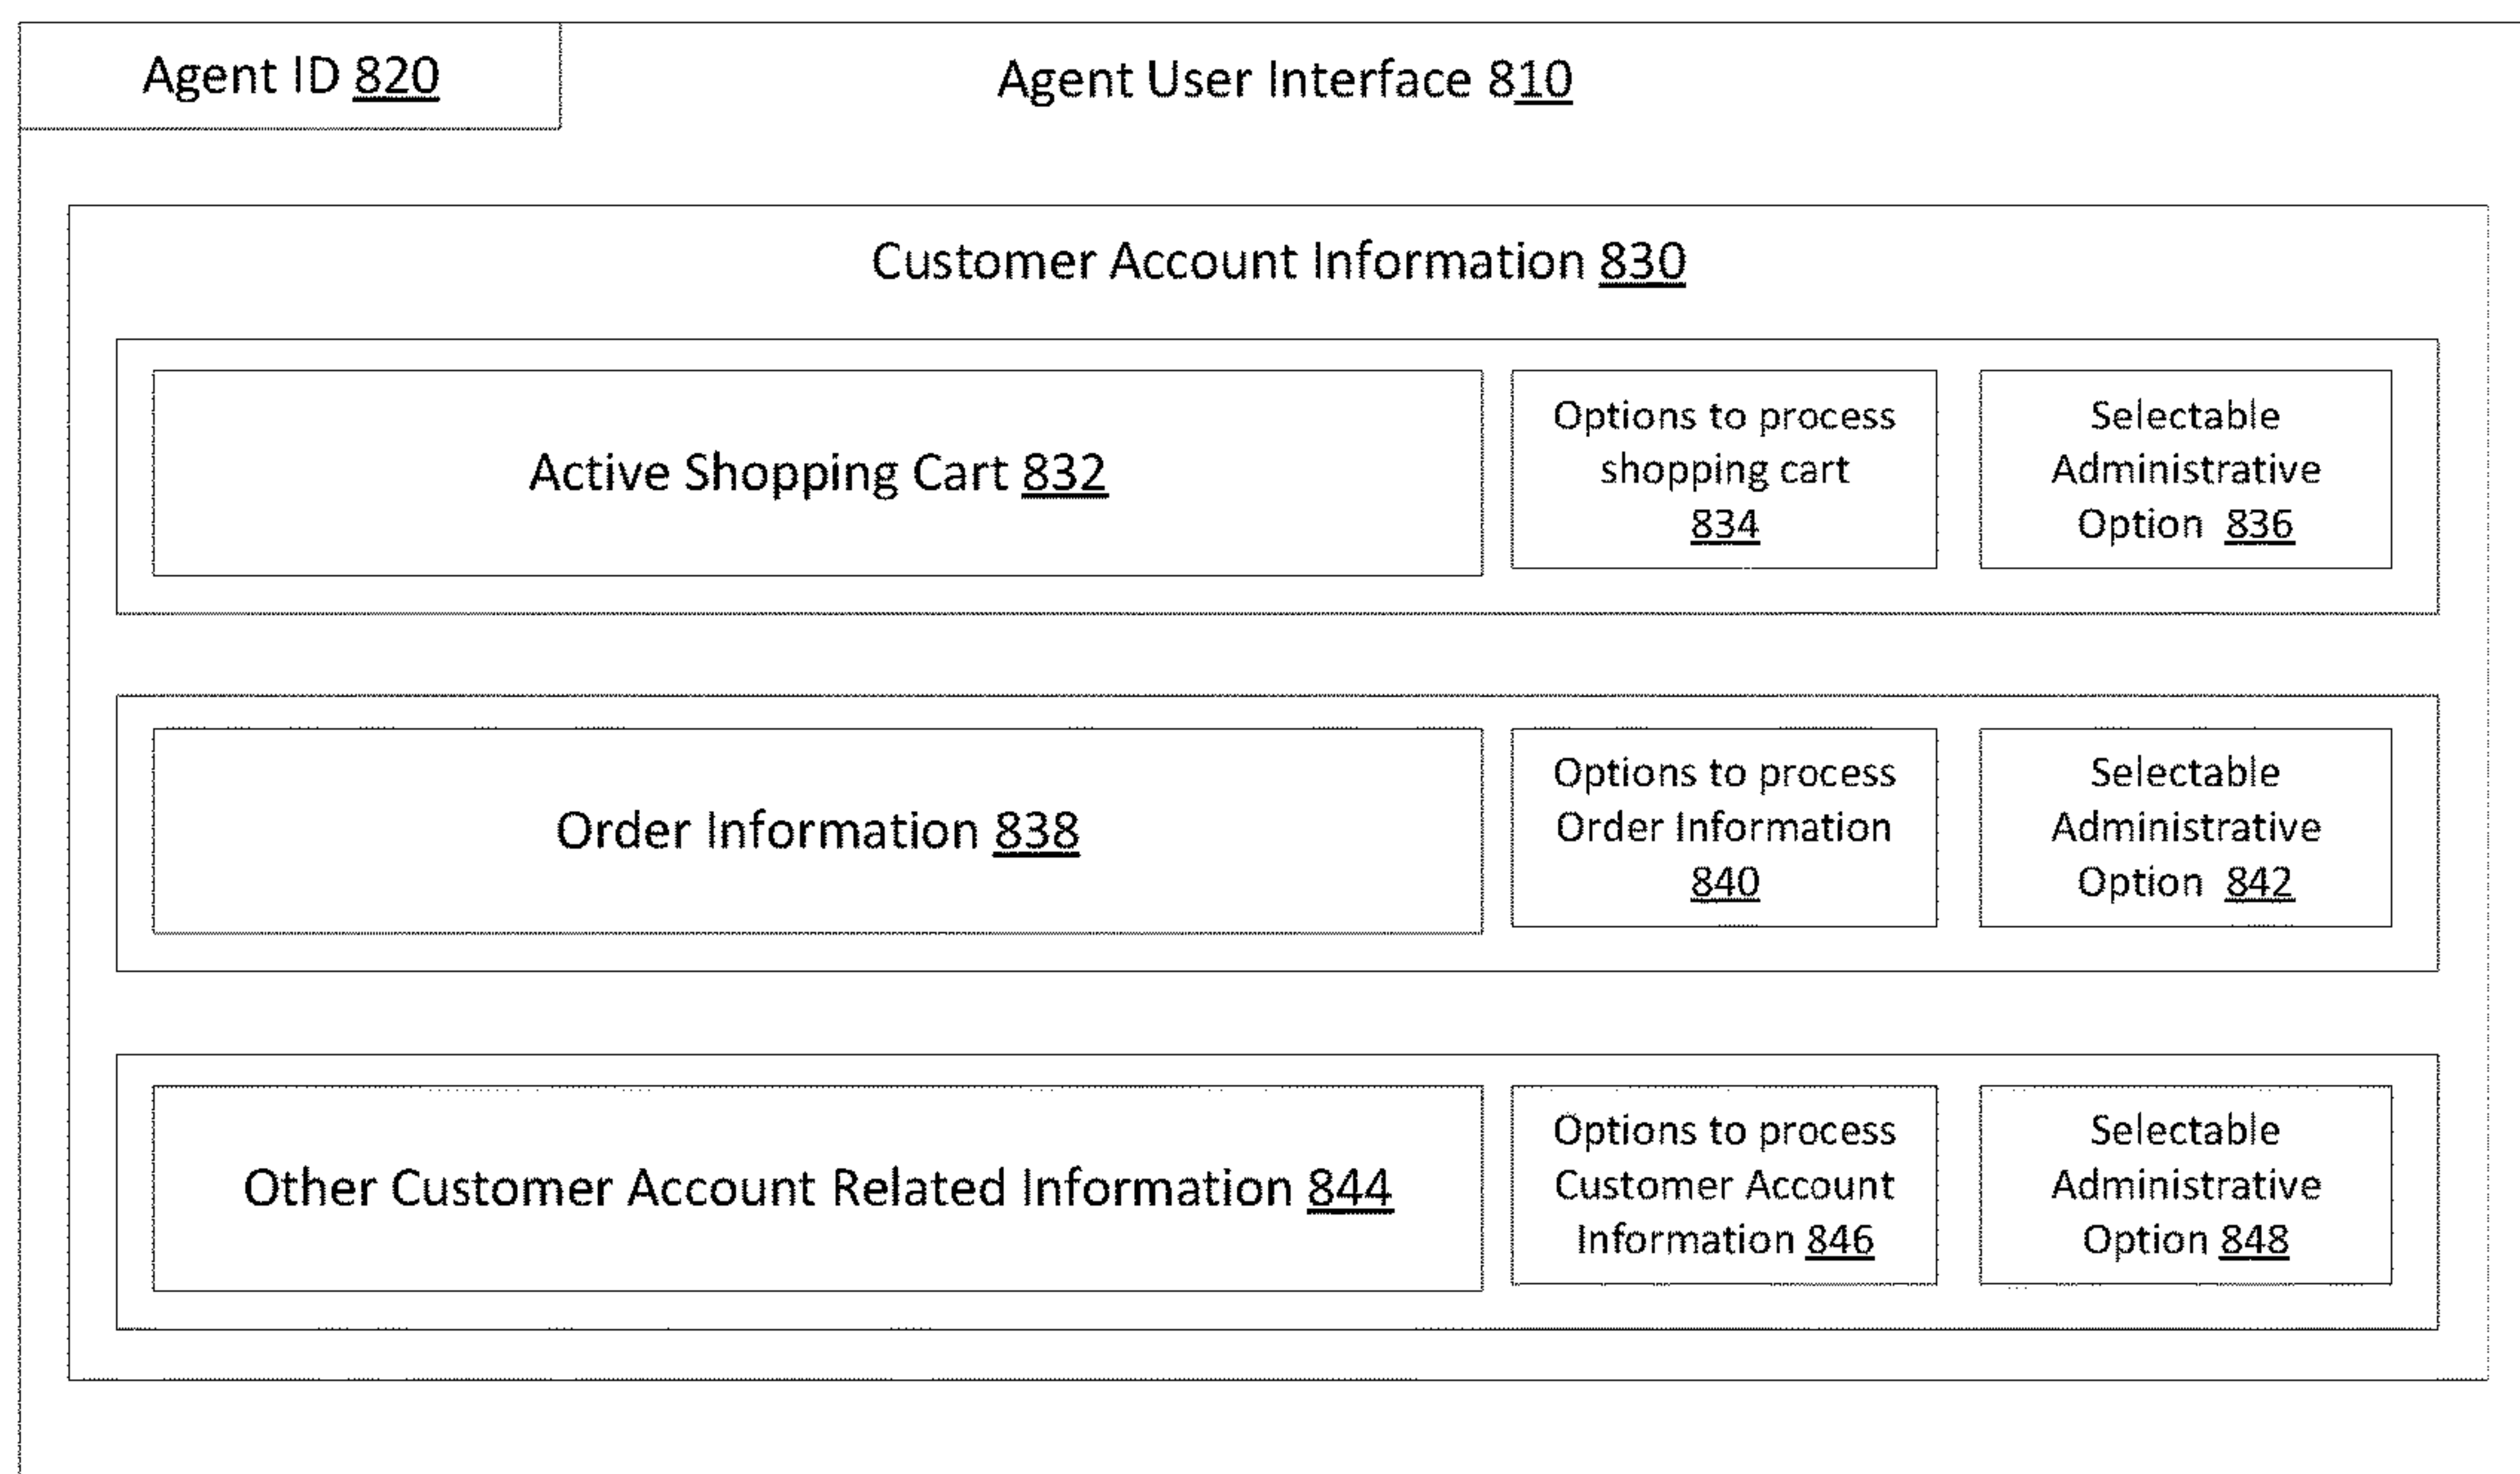 Agent ID 820
Agent User Interface 810
Customer Account Information 830
Active Shopping Cart 832
Options to process
shopping cart
834
Selectable
Administrative
Option 836
Order Information 838
Options to process
Order Information
840
Selectable
Administrative
Option 842
Other Customer Account Related Information 844
Options to process
Customer Account
Information 846
Selectable
Administrative
Option 848